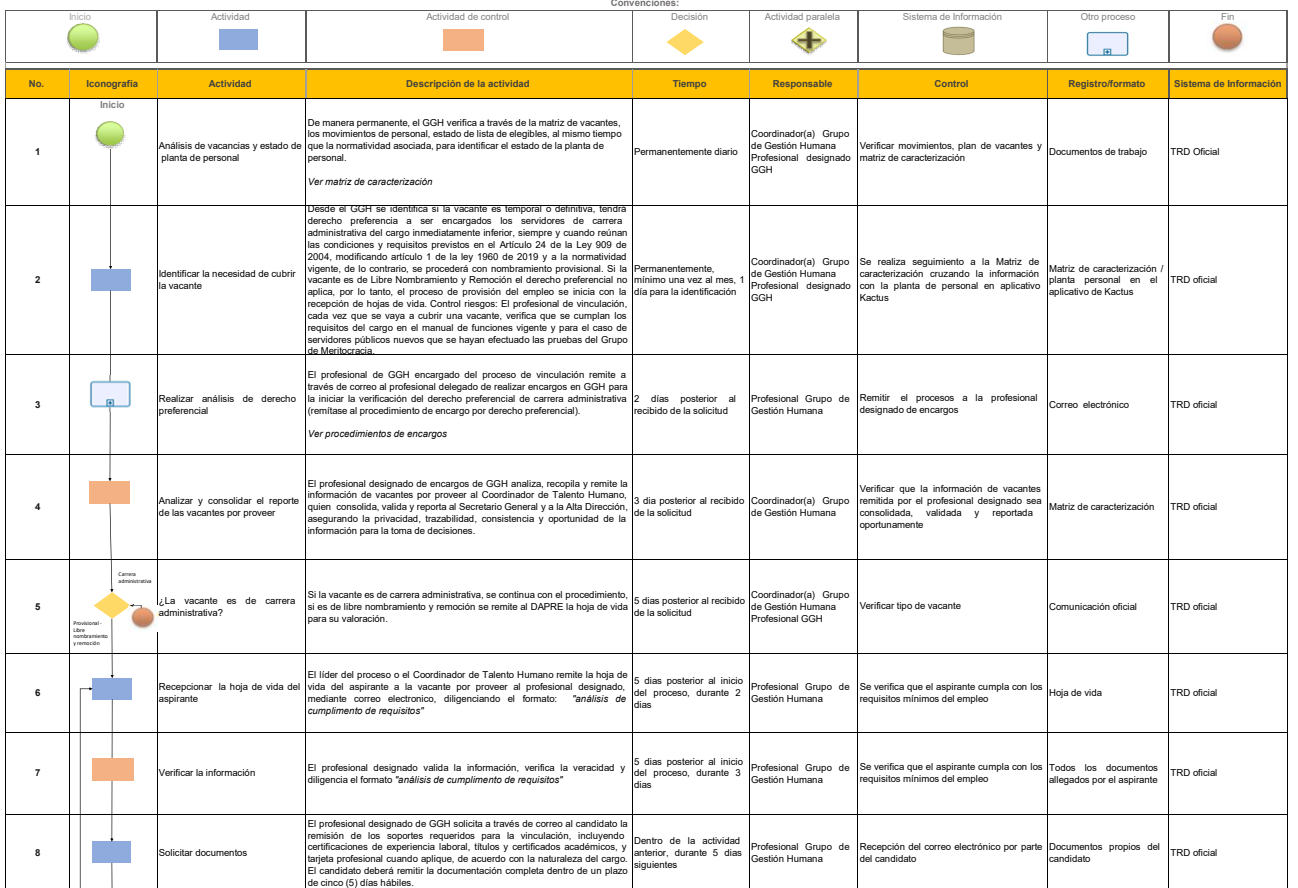 Convenciones:
Inicio
Actividad
Actividad de control
Decisión
Actividad paralela
Sistema de Información
Otro proceso
Fin
No.
Iconografía
Actividad
Descripción de la actividad
Tiempo
Responsable
Control
Registro/formato
Sistema de Información
1
Inicio
Análisis de vacancias y estado de
planta de personal
De manera permanente, el GGH verifica a través de la matriz de vacantes,
los movimientos de personal, estado de lista de elegibles, al mismo tiempo
que la normatividad asociada, para identificar el estado de la planta de
personal.
Ver matriz de caracterización
Permanentemente diario
Coordinador(a) Grupo
de Gestión Humana
Profesional designado
GGH
Verificar movimientos, plan de vacantes y
matriz de caracterización
Documentos de trabajo
TRD Oficial
2
Identificar la necesidad de cubrir
la vacante
Desde el GGH se identifica si la vacante es temporal o definitiva, tendrá
derecho preferencia a ser encargados los servidores de carrera
administrativa del cargo inmediatamente inferior, siempre y cuando reúnan
las condiciones y requisitos previstos en el Artículo 24 de la Ley 909 de
2004, modificando artículo 1 de la ley 1960 de 2019 y a la normatividad
vigente, de lo contrario, se procederá con nombramiento provisional. Si la
vacante es de Libre Nombramiento y Remoción el derecho preferencial no
aplica, por lo tanto, el proceso de provisión del empleo se inicia con la
recepción de hojas de vida. Control riesgos: El profesional de vinculación,
cada vez que se vaya a cubrir una vacante, verifica que se cumplan los
requisitos del cargo en el manual de funciones vigente y para el caso de
servidores públicos nuevos que se hayan efectuado las pruebas del Grupo
de Meritocracia.
Permanentemente,
mínimo una vez al mes, 1
día para la identificación
Coordinador(a) Grupo
de Gestión Humana
Profesional designado
GGH
Se realiza seguimiento a la Matriz de
caracterización cruzando la información
con la planta de personal en aplicativo
Kactus
Matriz de caracterización /
planta personal en el
aplicativo de Kactus
TRD oficial
3
Realizar análisis de derecho
preferencial
El profesional de GGH encargado del proceso de vinculación remite a
través de correo al profesional delegado de realizar encargos en GGH para
la iniciar la verificación del derecho preferencial de carrera administrativa
(remítase al procedimiento de encargo por derecho preferencial).
Ver procedimientos de encargos
2 días posterior al
recibido de la solicitud
Profesional Grupo de
Gestión Humana
Remitir el procesos a la profesional
designado de encargos
Correo electrónico
TRD oficial
4
Analizar y consolidar el reporte
de las vacantes por proveer
El profesional designado de encargos de GGH analiza, recopila y remite la
información de vacantes por proveer al Coordinador de Talento Humano,
quien consolida, valida y reporta al Secretario General y a la Alta Dirección,
asegurando la privacidad, trazabilidad, consistencia y oportunidad de la
información para la toma de decisiones.
3 dia posterior al recibido
de la solicitud
Coordinador(a) Grupo
de Gestión Humana
Verificar que la información de vacantes
remitida por el profesional designado sea
consolidada, validada y reportada
oportunamente
Matriz de caracterización
TRD oficial
5
Carrera
administrativa
Provisional -
Libre
nombramiento
y remoción
¿La vacante es de carrera
administrativa?
Si la vacante es de carrera administrativa, se continua con el procedimiento,
si es de libre nombramiento y remoción se remite al DAPRE la hoja de vida
para su valoración.
5 dias posterior al recibido
de la solicitud
Coordinador(a) Grupo
de Gestión Humana
Profesional GGH
Verificar tipo de vacante
Comunicación oficial
TRD oficial
6
Recepcionar la hoja de vida del
aspirante
El líder del proceso o el Coordinador de Talento Humano remite la hoja de
vida del aspirante a la vacante por proveer al profesional designado,
mediante correo electronico, diligenciando el formato: "análisis de
cumplimento de requisitos"
5 dias posterior al inicio
del proceso, durante 2
dias
Profesional Grupo de
Gestión Humana
Se verifica que el aspirante cumpla con los
requisitos mínimos del empleo
Hoja de vida
TRD oficial
7
Verificar la información
El profesional designado valida la información, verifica la veracidad y
diligencia el formato "análisis de cumplimento de requisitos"
5 dias posterior al inicio
del proceso, durante 3
dias
Profesional Grupo de
Gestión Humana
Se verifica que el aspirante cumpla con los
requisitos mínimos del empleo
Todos los documentos
allegados por el aspirante
TRD oficial
8
Solicitar documentos
El profesional designado de GGH solicita a través de correo al candidato la
remisión de los soportes requeridos para la vinculación, incluyendo
certificaciones de experiencia laboral, títulos y certificados académicos, y
tarjeta profesional cuando aplique, de acuerdo con la naturaleza del cargo.
El candidato deberá remitir la documentación completa dentro de un plazo
de cinco (5) días hábiles.
Dentro de la actividad
anterior, durante 5 dias
siguientes
Profesional Grupo de
Gestión Humana
Recepción del correo electrónico por parte
del candidato
Documentos propios del
candidato
TRD oficial